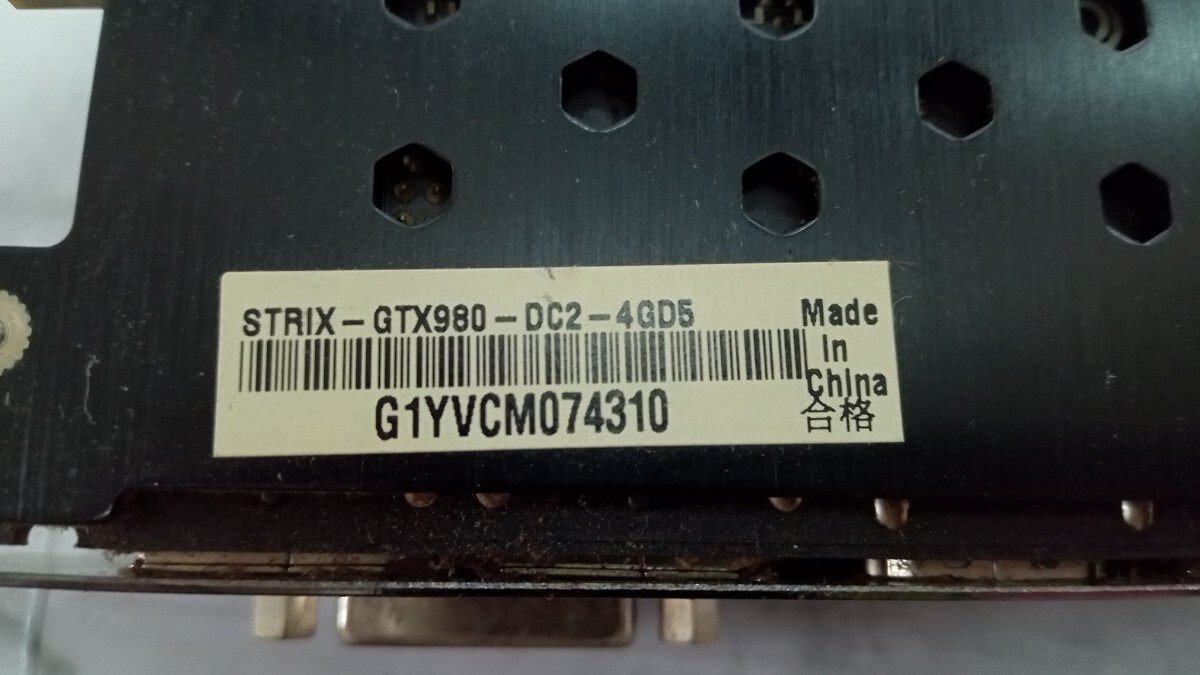 STRIX-GTX980-DC2-4GD5
G1YVCM074310
Made
In
China
合格